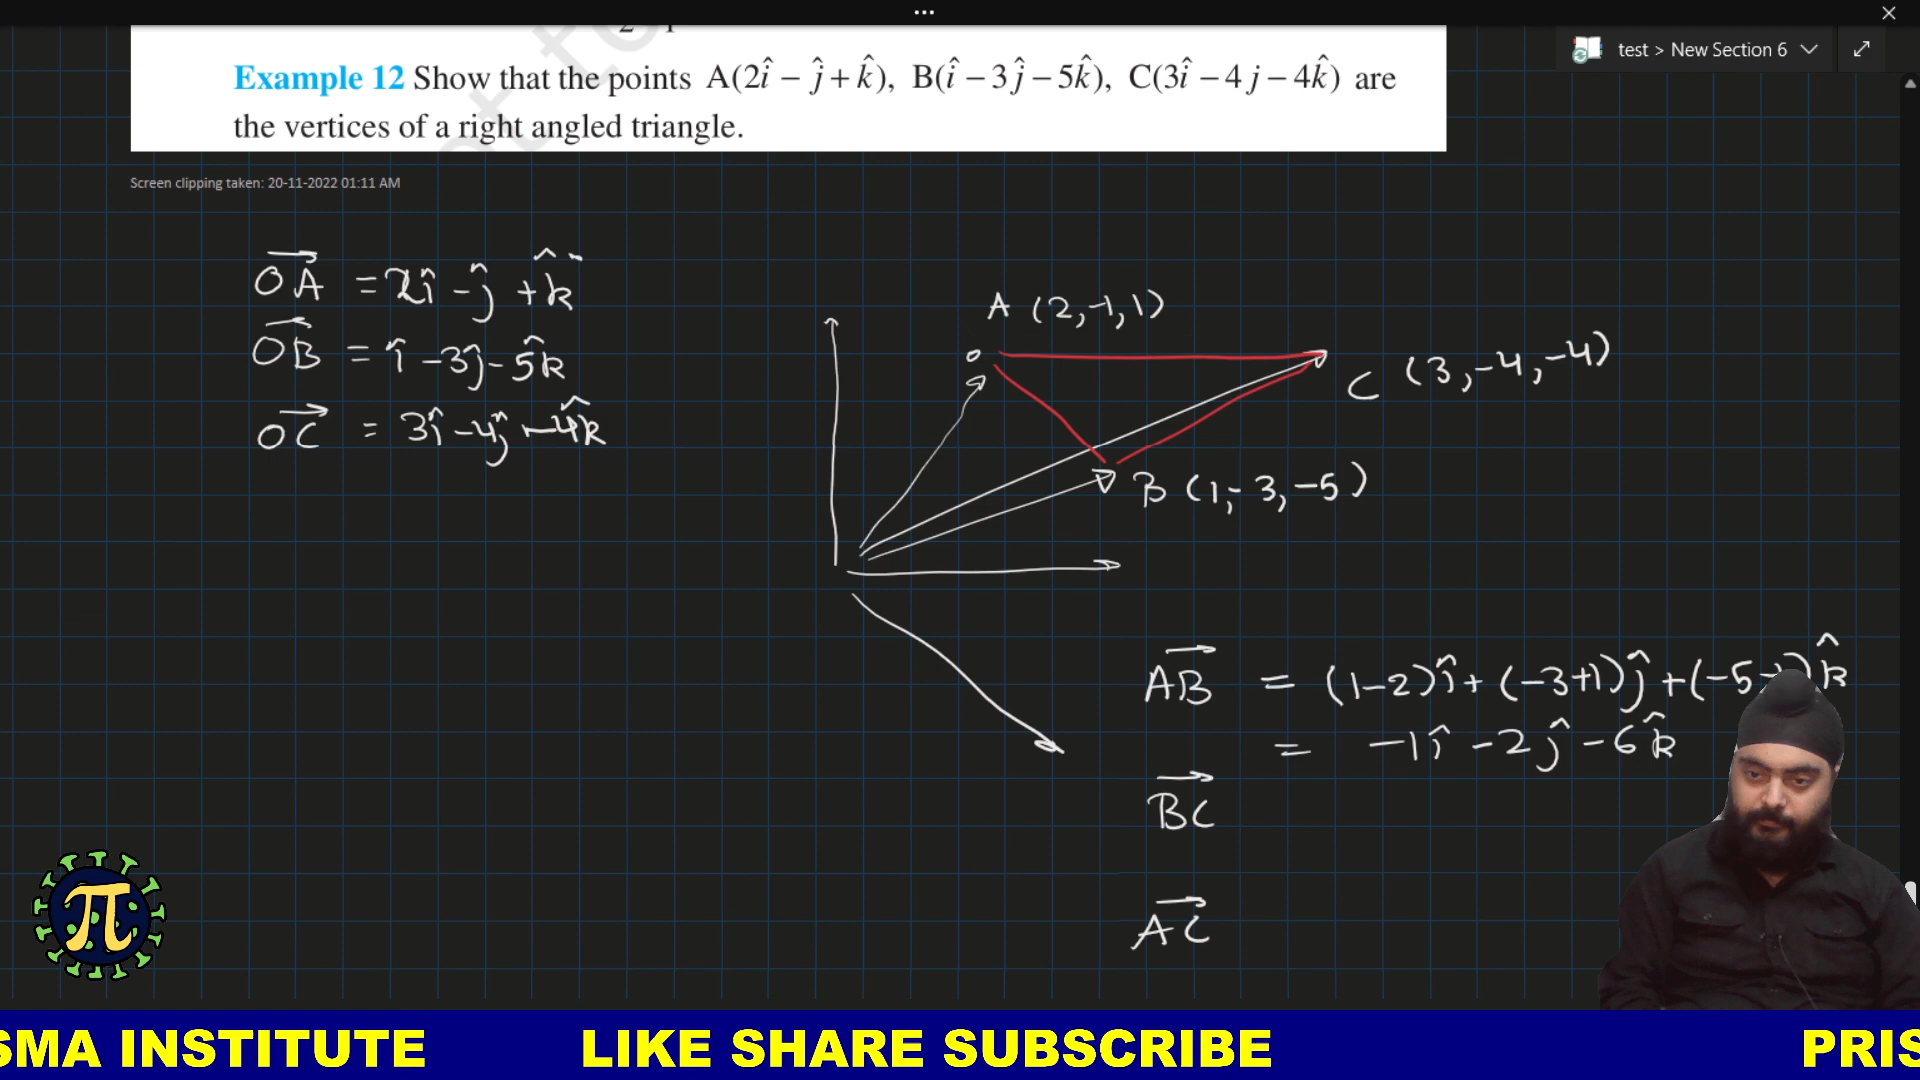 test > New Section 6
Example 12 Show that the points A(2î − ĵ + k̂), B(î − 3ĵ − 5k̂), C(3î − 4 j − 4k̂) are
the vertices of a right angled triangle.
Screen clipping taken: 20-11-2022 01:11 AM
OA⃗ = 2î - ĵ + k̂
OB⃗ = î - 3ĵ - 5k̂
OC⃗ = 3î - 4ĵ - 4k̂
A (2, -1, 1)
C (3, -4, -4)
B (1, -3, -5)
AB⃗ = (1-2)î + (-3+1)ĵ + (-5 k̂
= -1î - 2ĵ - 6k̂
BC⃗
AC⃗
π
SMA INSTITUTE LIKE SHARE SUBSCRIBE PRIS